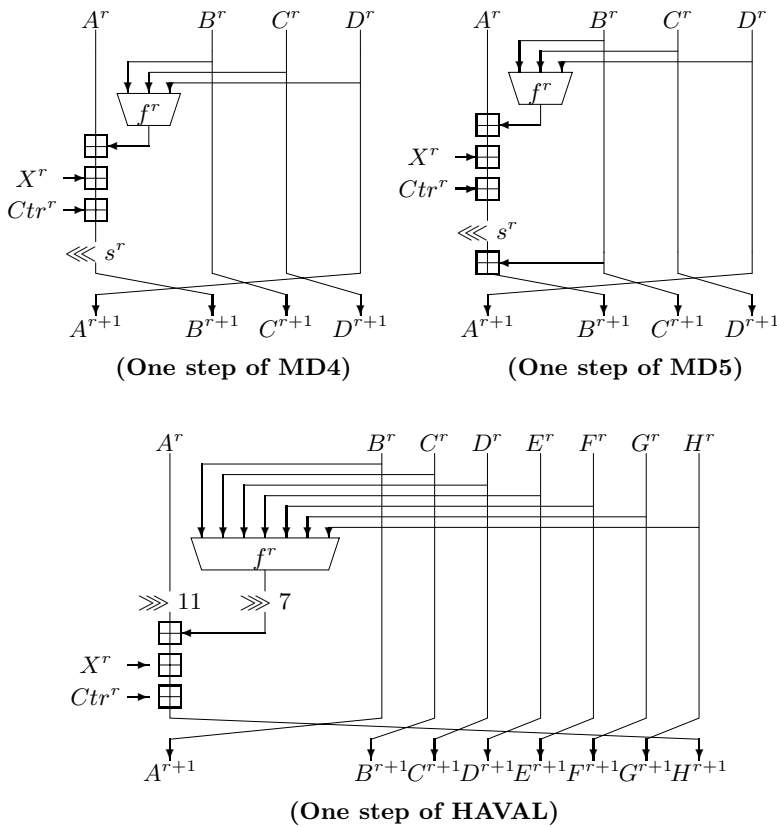 A^r B^r C^r D^r A^r B^r C^r D^r
f^r f^r
X^r X^r
Ctr^r Ctr^r
⋘ s^r ⋘ s^r
A^{r+1} B^{r+1} C^{r+1} D^{r+1} A^{r+1} B^{r+1} C^{r+1} D^{r+1}
(One step of MD4) (One step of MD5)
A^r B^r C^r D^r E^r F^r G^r H^r
f^r
⋙ 11 ⋙ 7
X^r
Ctr^r
A^{r+1} B^{r+1} C^{r+1} D^{r+1} E^{r+1} F^{r+1} G^{r+1} H^{r+1}
(One step of HAVAL)